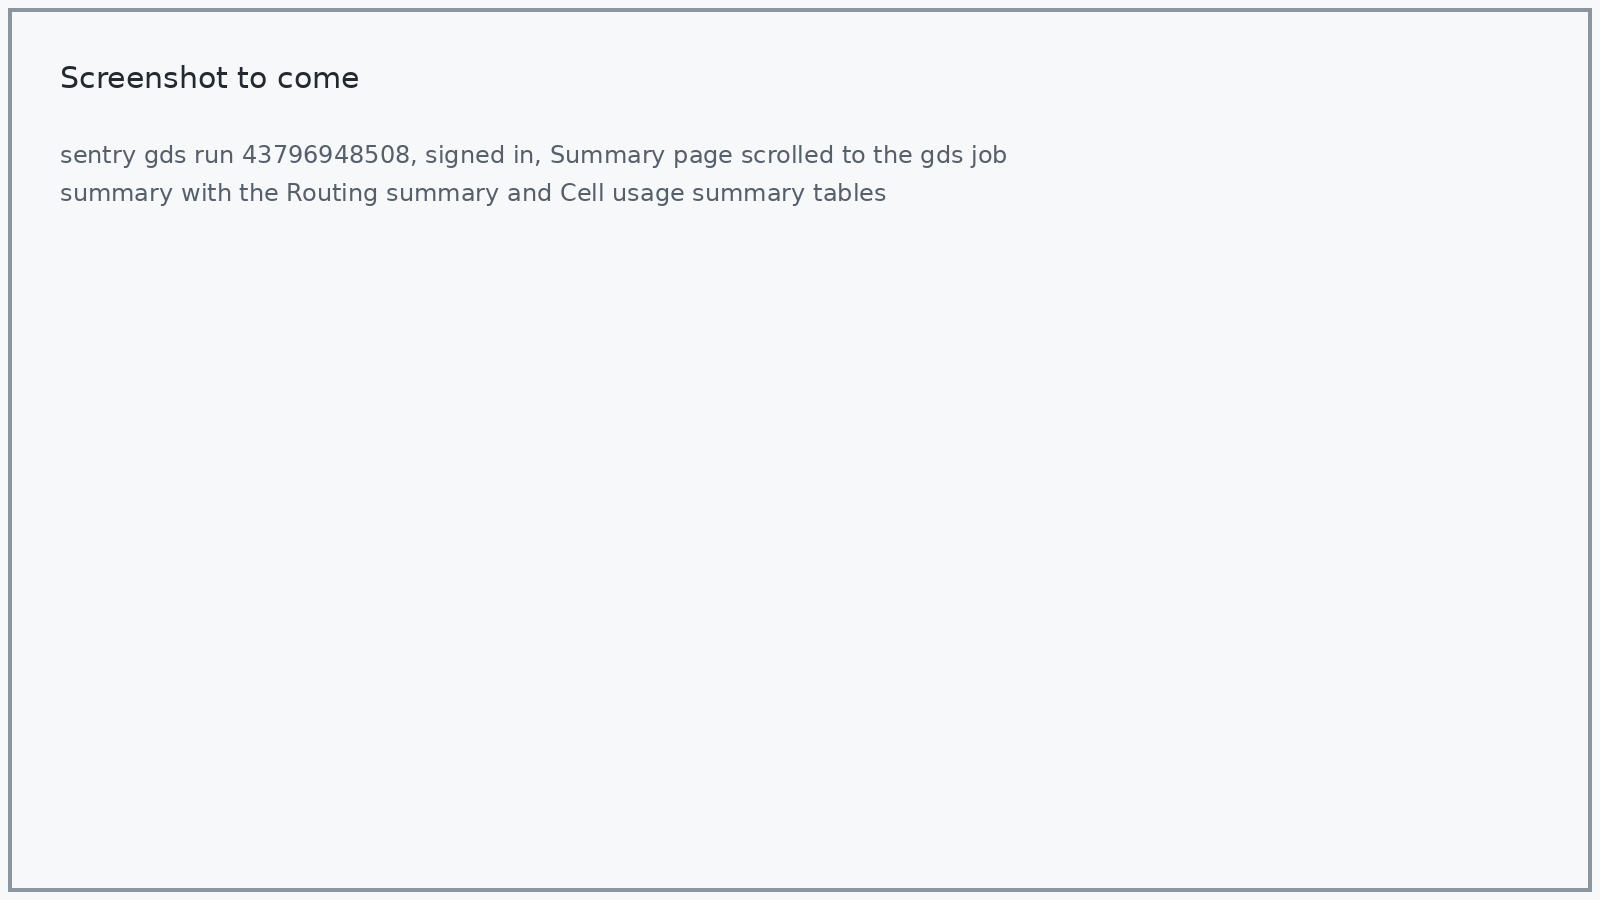 Screenshot to come
sentry gds run 43796948508, signed in, Summary page scrolled to the gds job
summary with the Routing summary and Cell usage summary tables